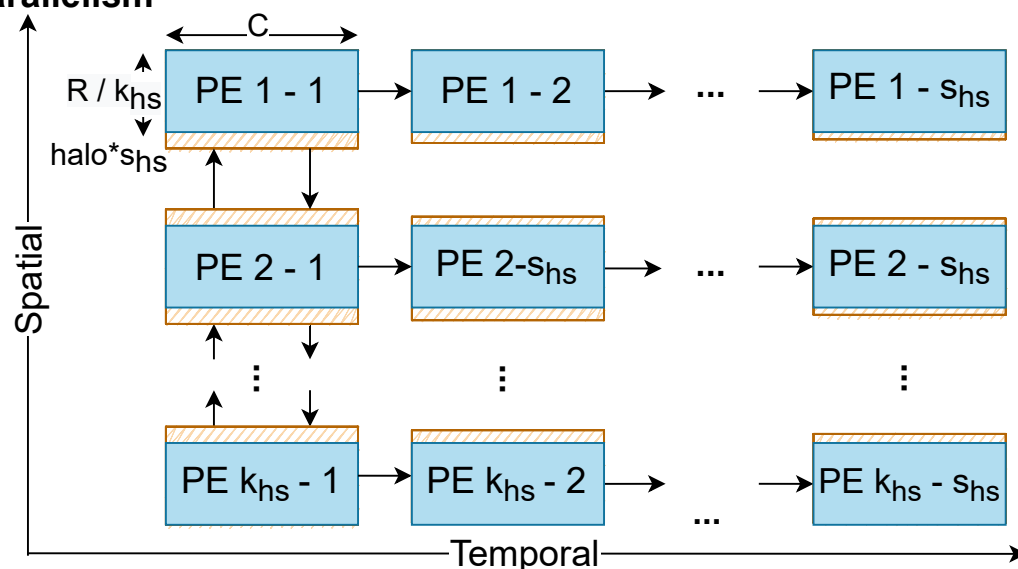 C
R / khs
halo*shs
PE 1 - 1
PE 1 - 2
...
PE 1 - shs
PE 2 - 1
PE 2-shs
...
PE 2 - shs
...
...
...
PE khs - 1
PE khs - 2
...
PE khs - shs
Spatial
Temporal